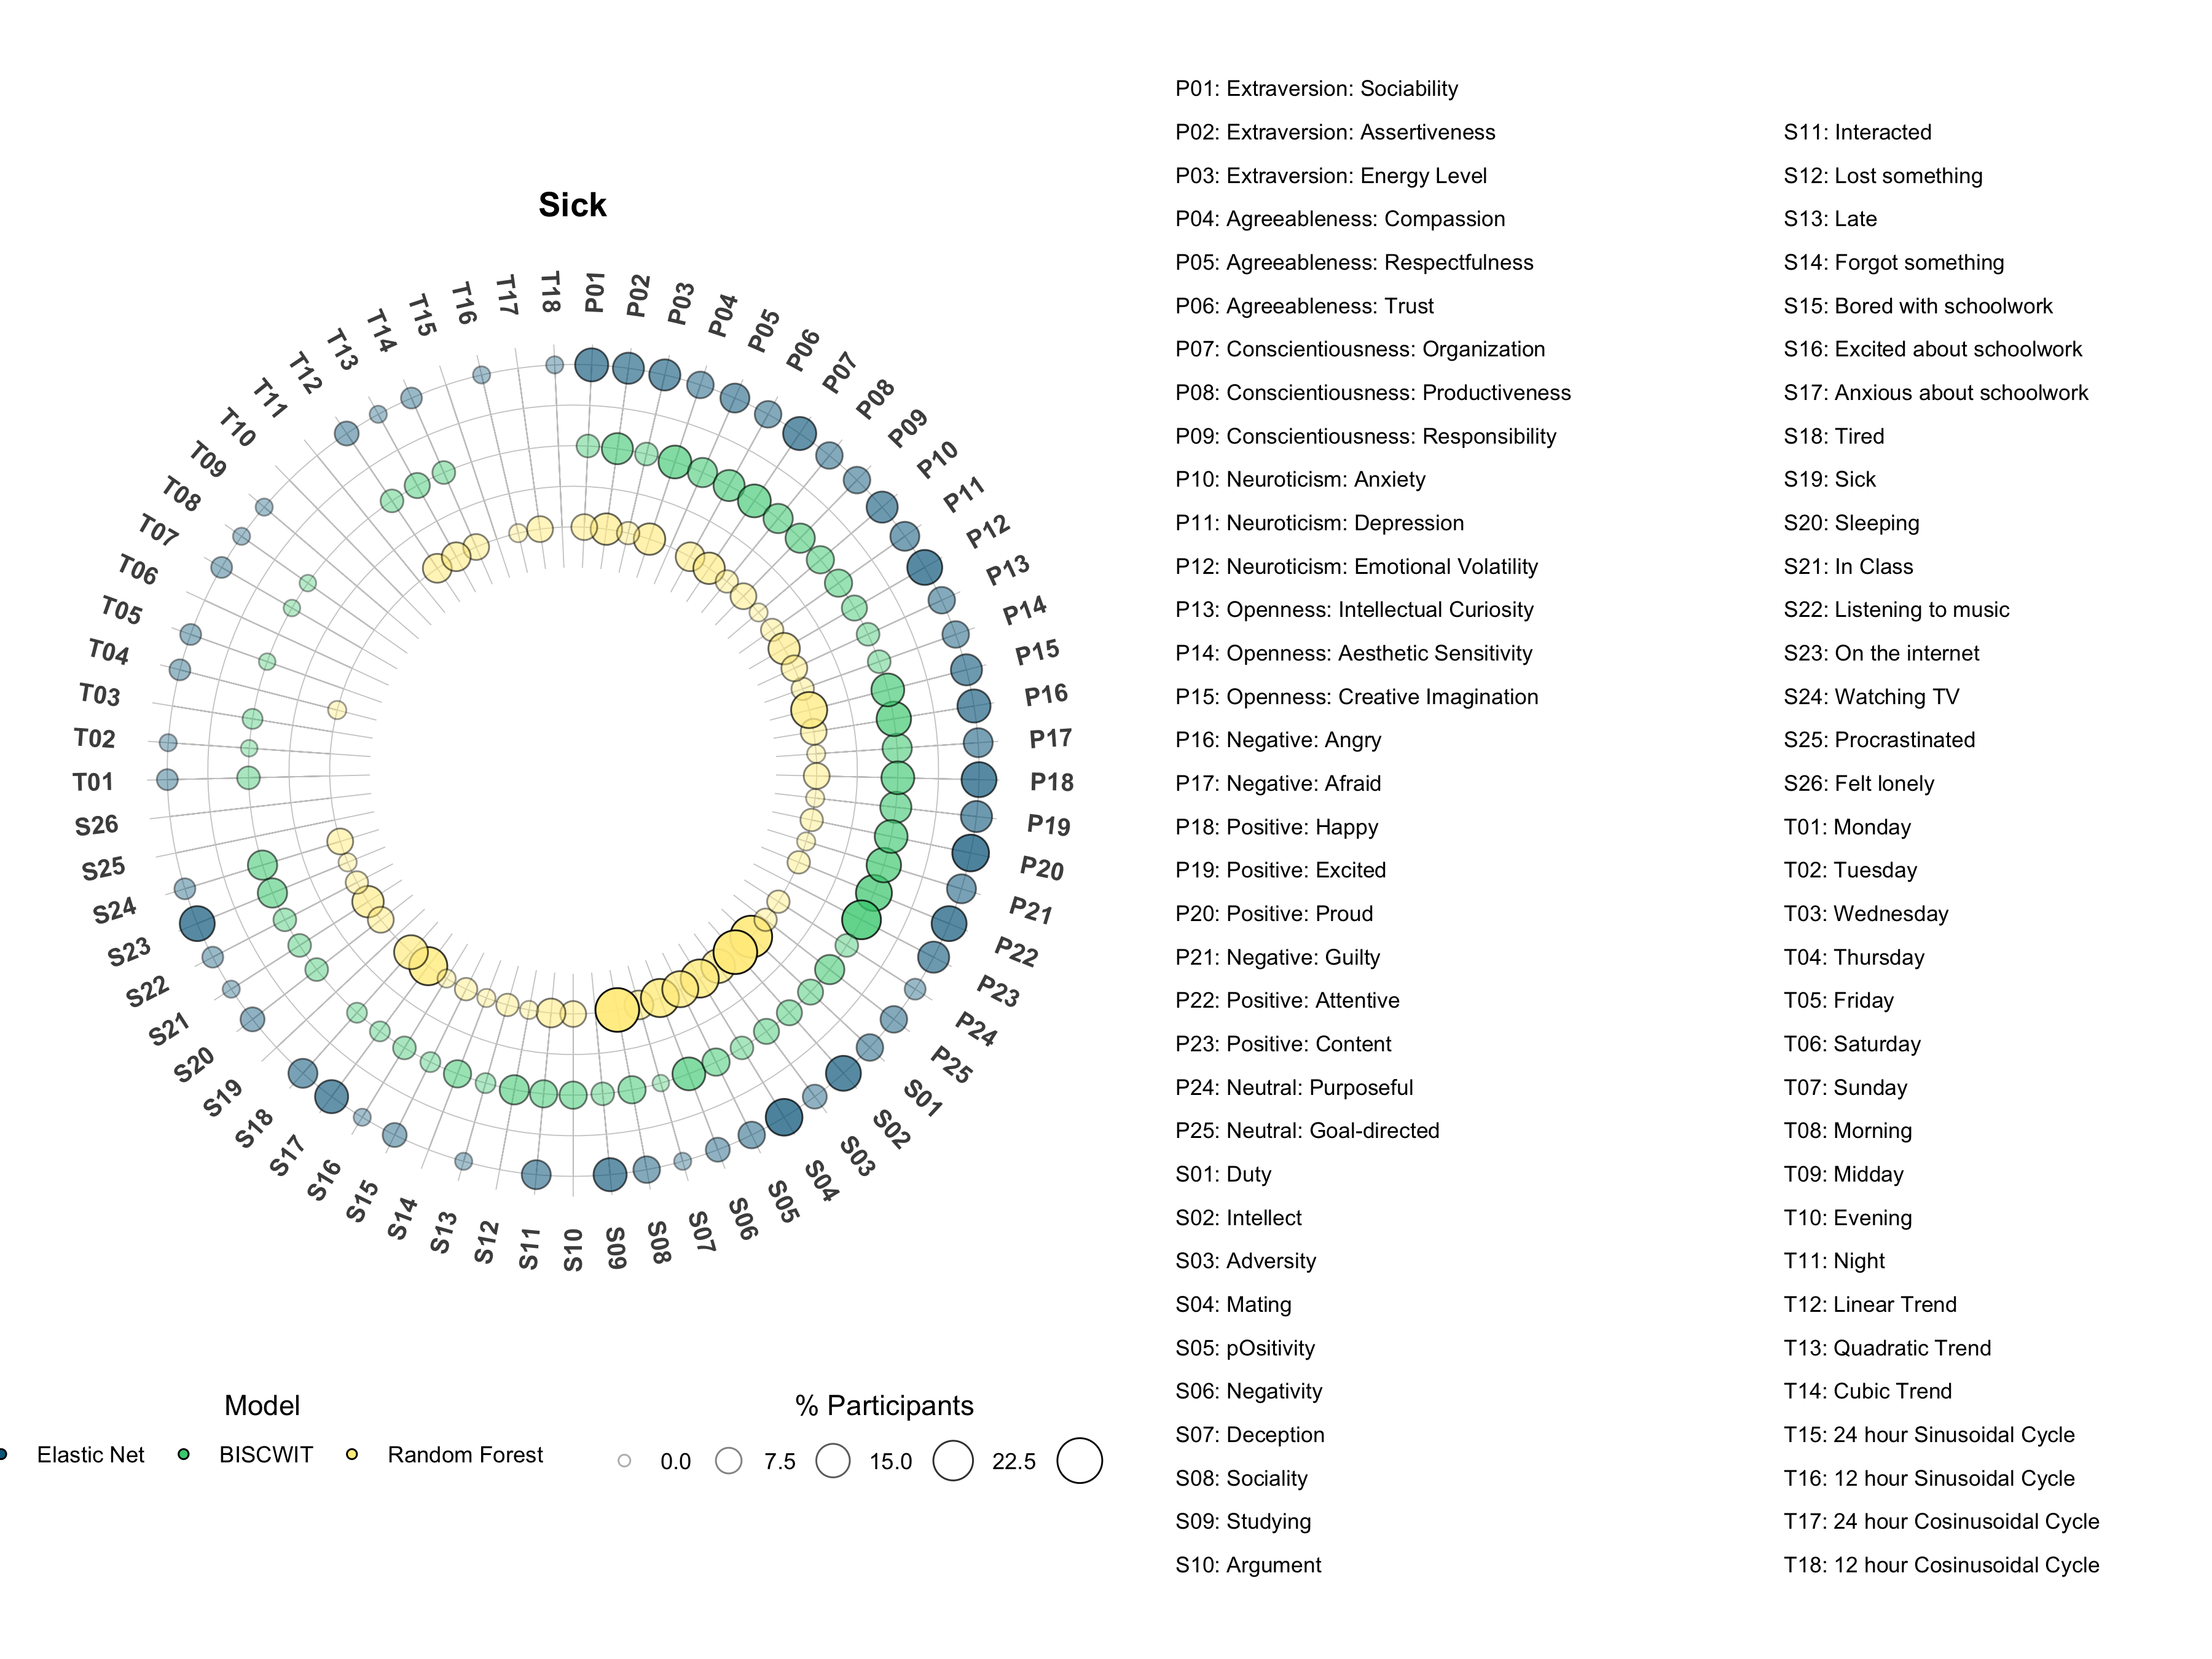 Sick
P01
P02
P03
P04
P05
P06
P07
P08
P09
P10
P11
P12
P13
P14
P15
P16
P17
P18
P19
P20
P21
P22
P23
P24
P25
S01
S02
S03
S04
S05
S06
S07
S08
S09
S10
S11
S12
S13
S14
S15
S16
S17
S18
S19
S20
S21
S22
S23
S24
S25
S26
T01
T02
T03
T04
T05
T06
T07
T08
T09
T10
T11
T12
T13
T14
T15
T16
T17
T18
Model
Elastic Net BISCWIT Random Forest
% Participants
0.0 7.5 15.0 22.5
P01: Extraversion: Sociability
P02: Extraversion: Assertiveness
P03: Extraversion: Energy Level
P04: Agreeableness: Compassion
P05: Agreeableness: Respectfulness
P06: Agreeableness: Trust
P07: Conscientiousness: Organization
P08: Conscientiousness: Productiveness
P09: Conscientiousness: Responsibility
P10: Neuroticism: Anxiety
P11: Neuroticism: Depression
P12: Neuroticism: Emotional Volatility
P13: Openness: Intellectual Curiosity
P14: Openness: Aesthetic Sensitivity
P15: Openness: Creative Imagination
P16: Negative: Angry
P17: Negative: Afraid
P18: Positive: Happy
P19: Positive: Excited
P20: Positive: Proud
P21: Negative: Guilty
P22: Positive: Attentive
P23: Positive: Content
P24: Neutral: Purposeful
P25: Neutral: Goal-directed
S01: Duty
S02: Intellect
S03: Adversity
S04: Mating
S05: pOsitivity
S06: Negativity
S07: Deception
S08: Sociality
S09: Studying
S10: Argument
S11: Interacted
S12: Lost something
S13: Late
S14: Forgot something
S15: Bored with schoolwork
S16: Excited about schoolwork
S17: Anxious about schoolwork
S18: Tired
S19: Sick
S20: Sleeping
S21: In Class
S22: Listening to music
S23: On the internet
S24: Watching TV
S25: Procrastinated
S26: Felt lonely
T01: Monday
T02: Tuesday
T03: Wednesday
T04: Thursday
T05: Friday
T06: Saturday
T07: Sunday
T08: Morning
T09: Midday
T10: Evening
T11: Night
T12: Linear Trend
T13: Quadratic Trend
T14: Cubic Trend
T15: 24 hour Sinusoidal Cycle
T16: 12 hour Sinusoidal Cycle
T17: 24 hour Cosinusoidal Cycle
T18: 12 hour Cosinusoidal Cycle